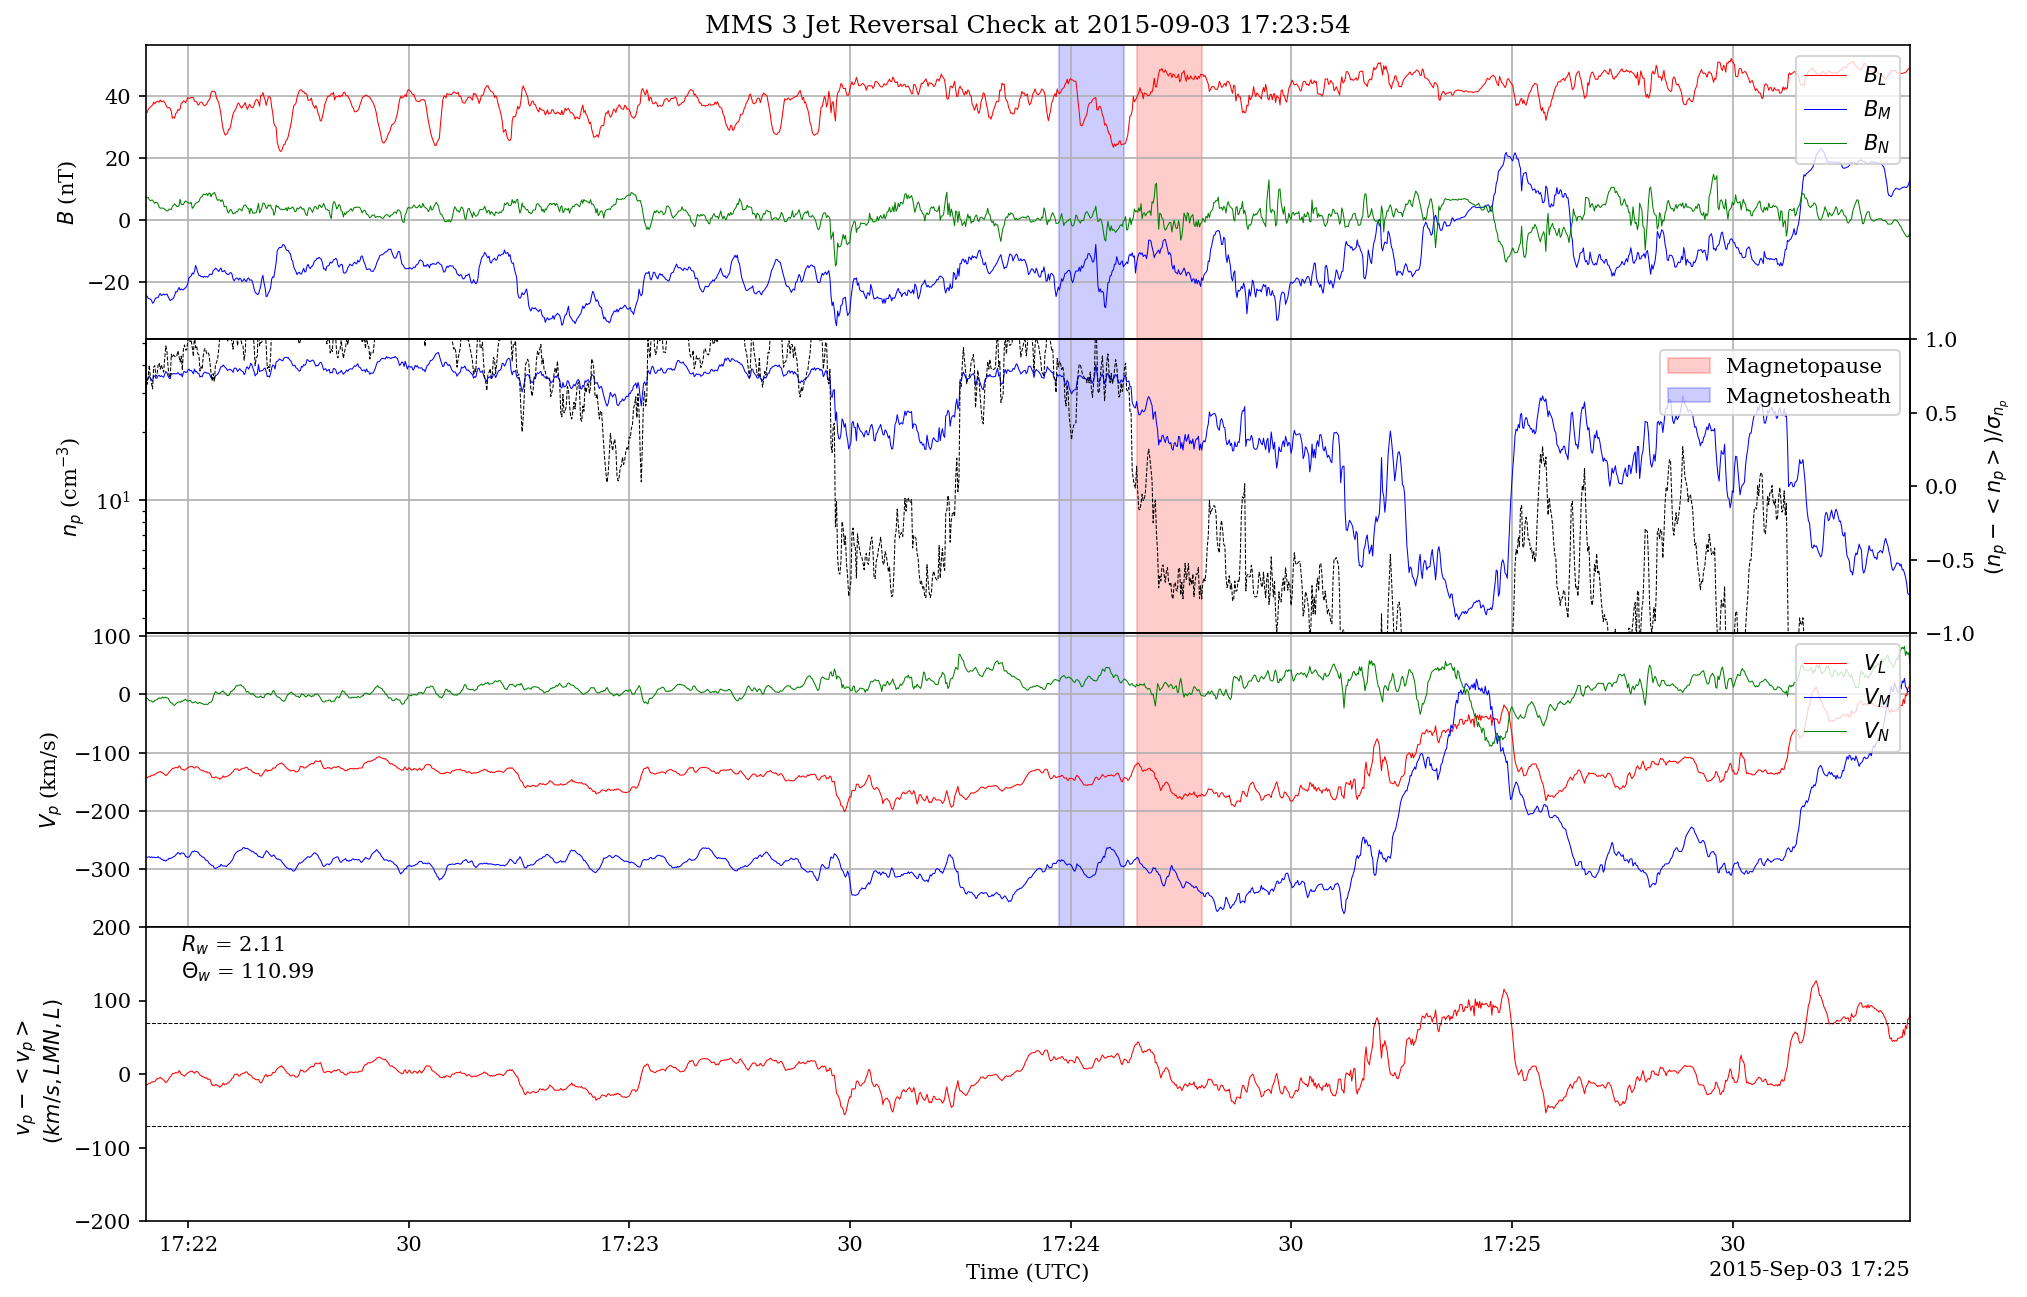 MMS 3 Jet Reversal Check at 2015-09-03 17:23:54
B (nT)
40
20
0
−20
B_L
B_M
B_N
n_p (cm^{−3})
10^1
Magnetopause
Magnetosheath
1.0
0.5
0.0
−0.5
−1.0
(n_p − < n_p >)/σ_{n_p}
V_p (km/s)
100
0
−100
−200
−300
V_L
V_M
V_N
v_p − < v_p >
(km/s, LMN, L)
200
100
0
−100
−200
R_w = 2.11
Θ_w = 110.99
17:22 30 17:23 30 17:24 30 17:25 30
Time (UTC)
2015-Sep-03 17:25